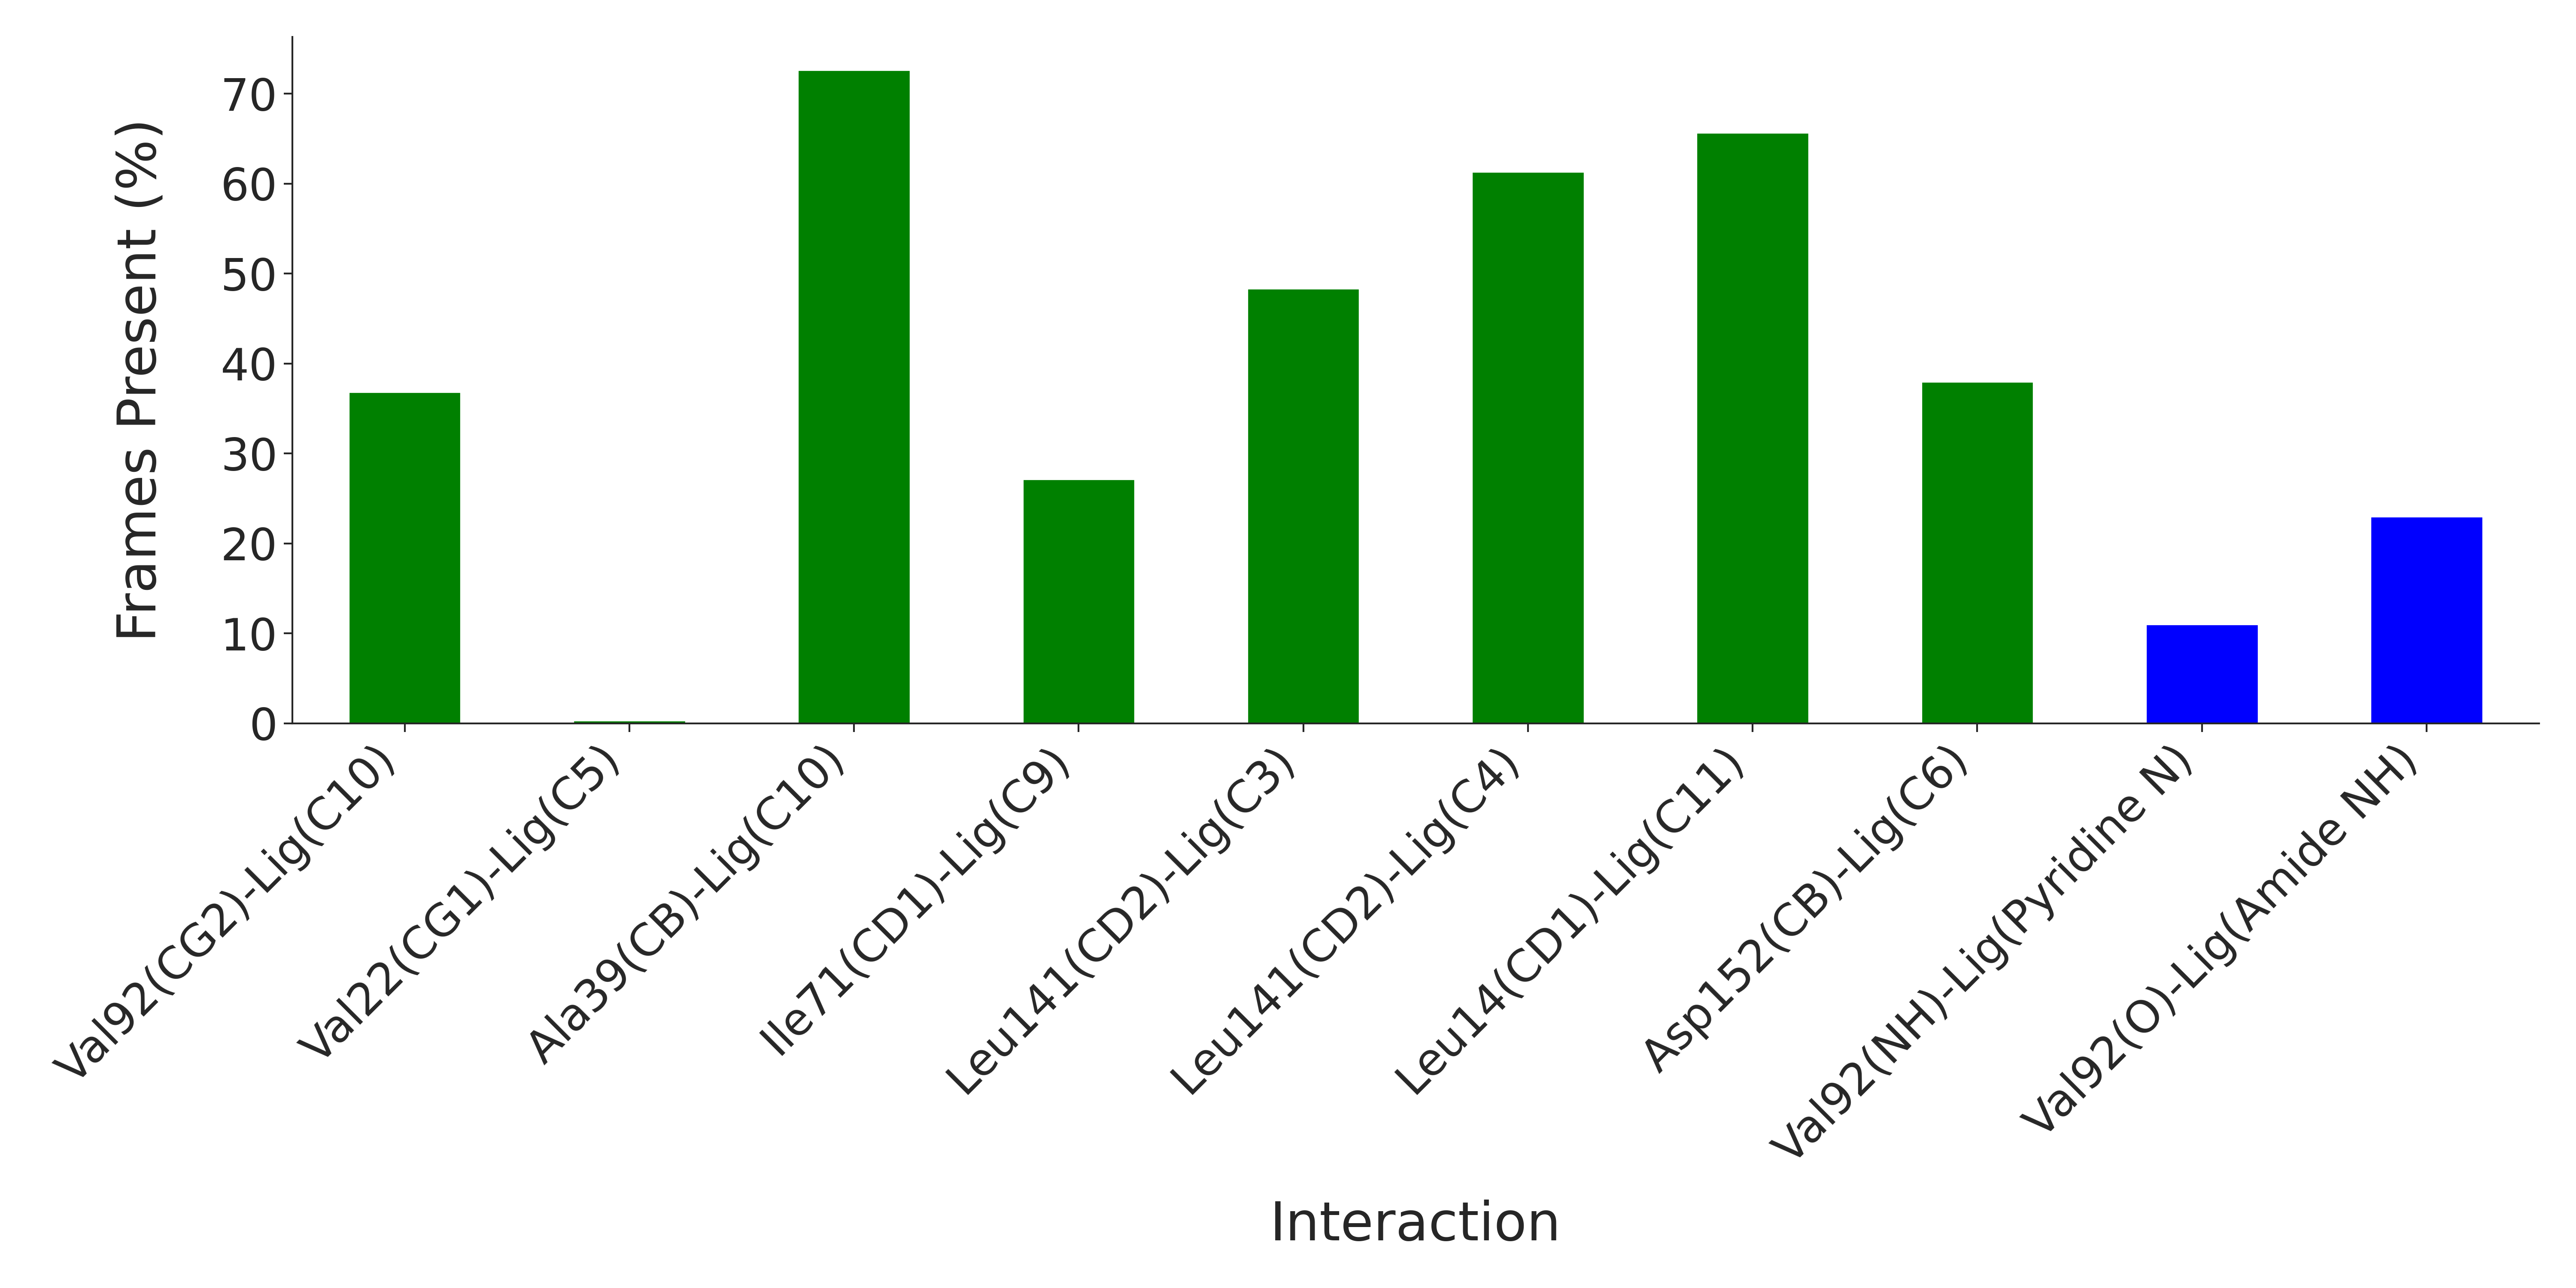 Frames Present (%)
70
60
50
40
30
20
10
0
Val92(CG2)-Lig(C10)
Val22(CG1)-Lig(C5)
Ala39(CB)-Lig(C10)
Ile71(CD1)-Lig(C9)
Leu141(CD2)-Lig(C3)
Leu141(CD2)-Lig(C4)
Leu14(CD1)-Lig(C11)
Asp152(CB)-Lig(C6)
Val92(NH)-Lig(Pyridine N)
Val92(O)-Lig(Amide NH)
Interaction